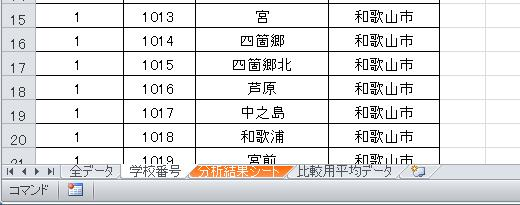 15 1 1013 宮 和歌山市
16 1 1014 四箇郷 和歌山市
17 1 1015 四箇郷北 和歌山市
18 1 1016 芦原 和歌山市
19 1 1017 中之島 和歌山市
20 1 1018 和歌浦 和歌山市
21 1 1019 宮前 和歌山市
全データ 学校番号 分析結果シート 比較用平均データ
コマンド